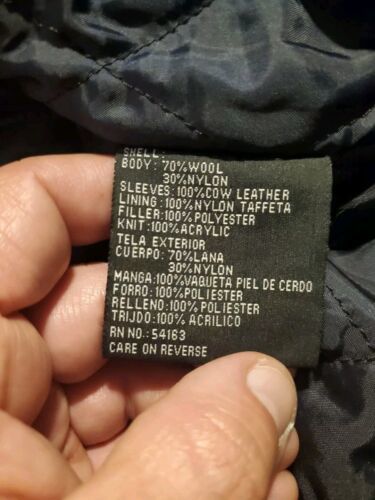 SHELL:
BODY: 70% WOOL
30% NYLON
SLEEVES: 100% COW LEATHER
LINING: 100% NYLON TAFFETA
FILLER: 100% POLYESTER
KNIT: 100% ACRYLIC
TELA EXTERIOR
CUERPO: 70% LANA
30% NYLON
MANGA: 100% VAQUETA PIEL DE CERDO
FORRO: 100% POLIESTER
RELLENO: 100% POLIESTER
TRIJDO: 100% ACRILICO
RN NO.: 54163
CARE ON REVERSE